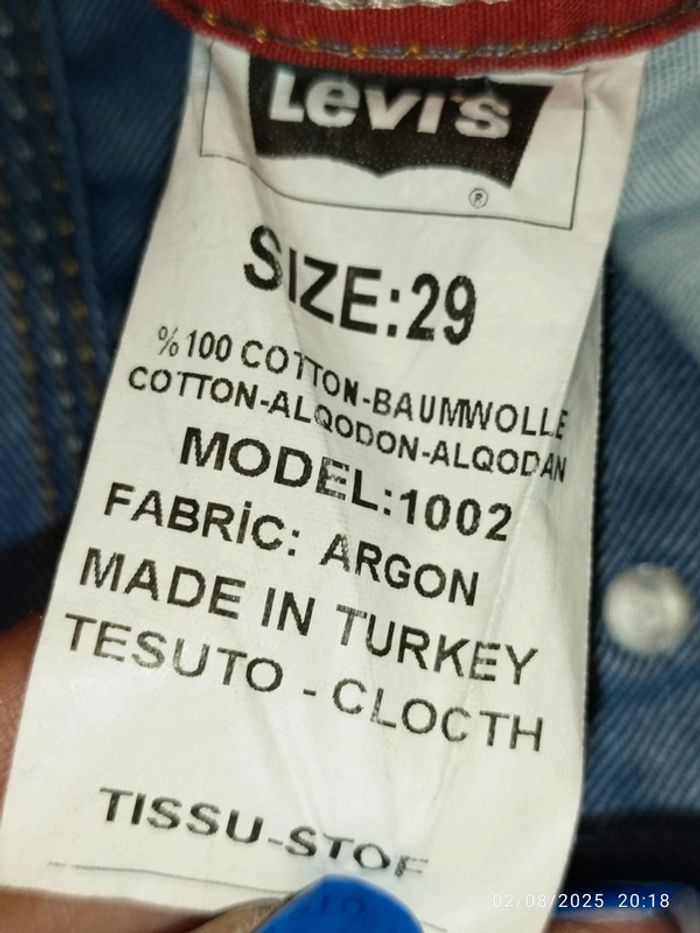 Levi's
®
SIZE:29
%100 COTTON-BAUMWOLLE
COTTON-ALQODON-ALQODAN
MODEL:1002
FABRİC: ARGON
MADE IN TURKEY
TESUTO - CLOCTH
TISSU-STOF
02/08/2025 20:18